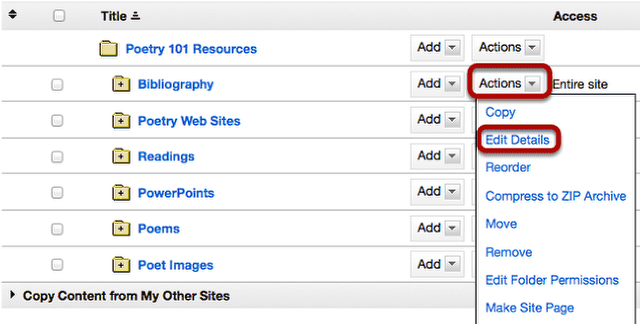 Title Access
Poetry 101 Resources Add Actions
Bibliography Add Actions Entire site
Copy
Poetry Web Sites Add
Edit Details
Readings Add
Reorder
PowerPoints Add
Compress to ZIP Archive
Poems Add
Move
Remove
Poet Images Add
Edit Folder Permissions
Copy Content from My Other Sites
Make Site Page